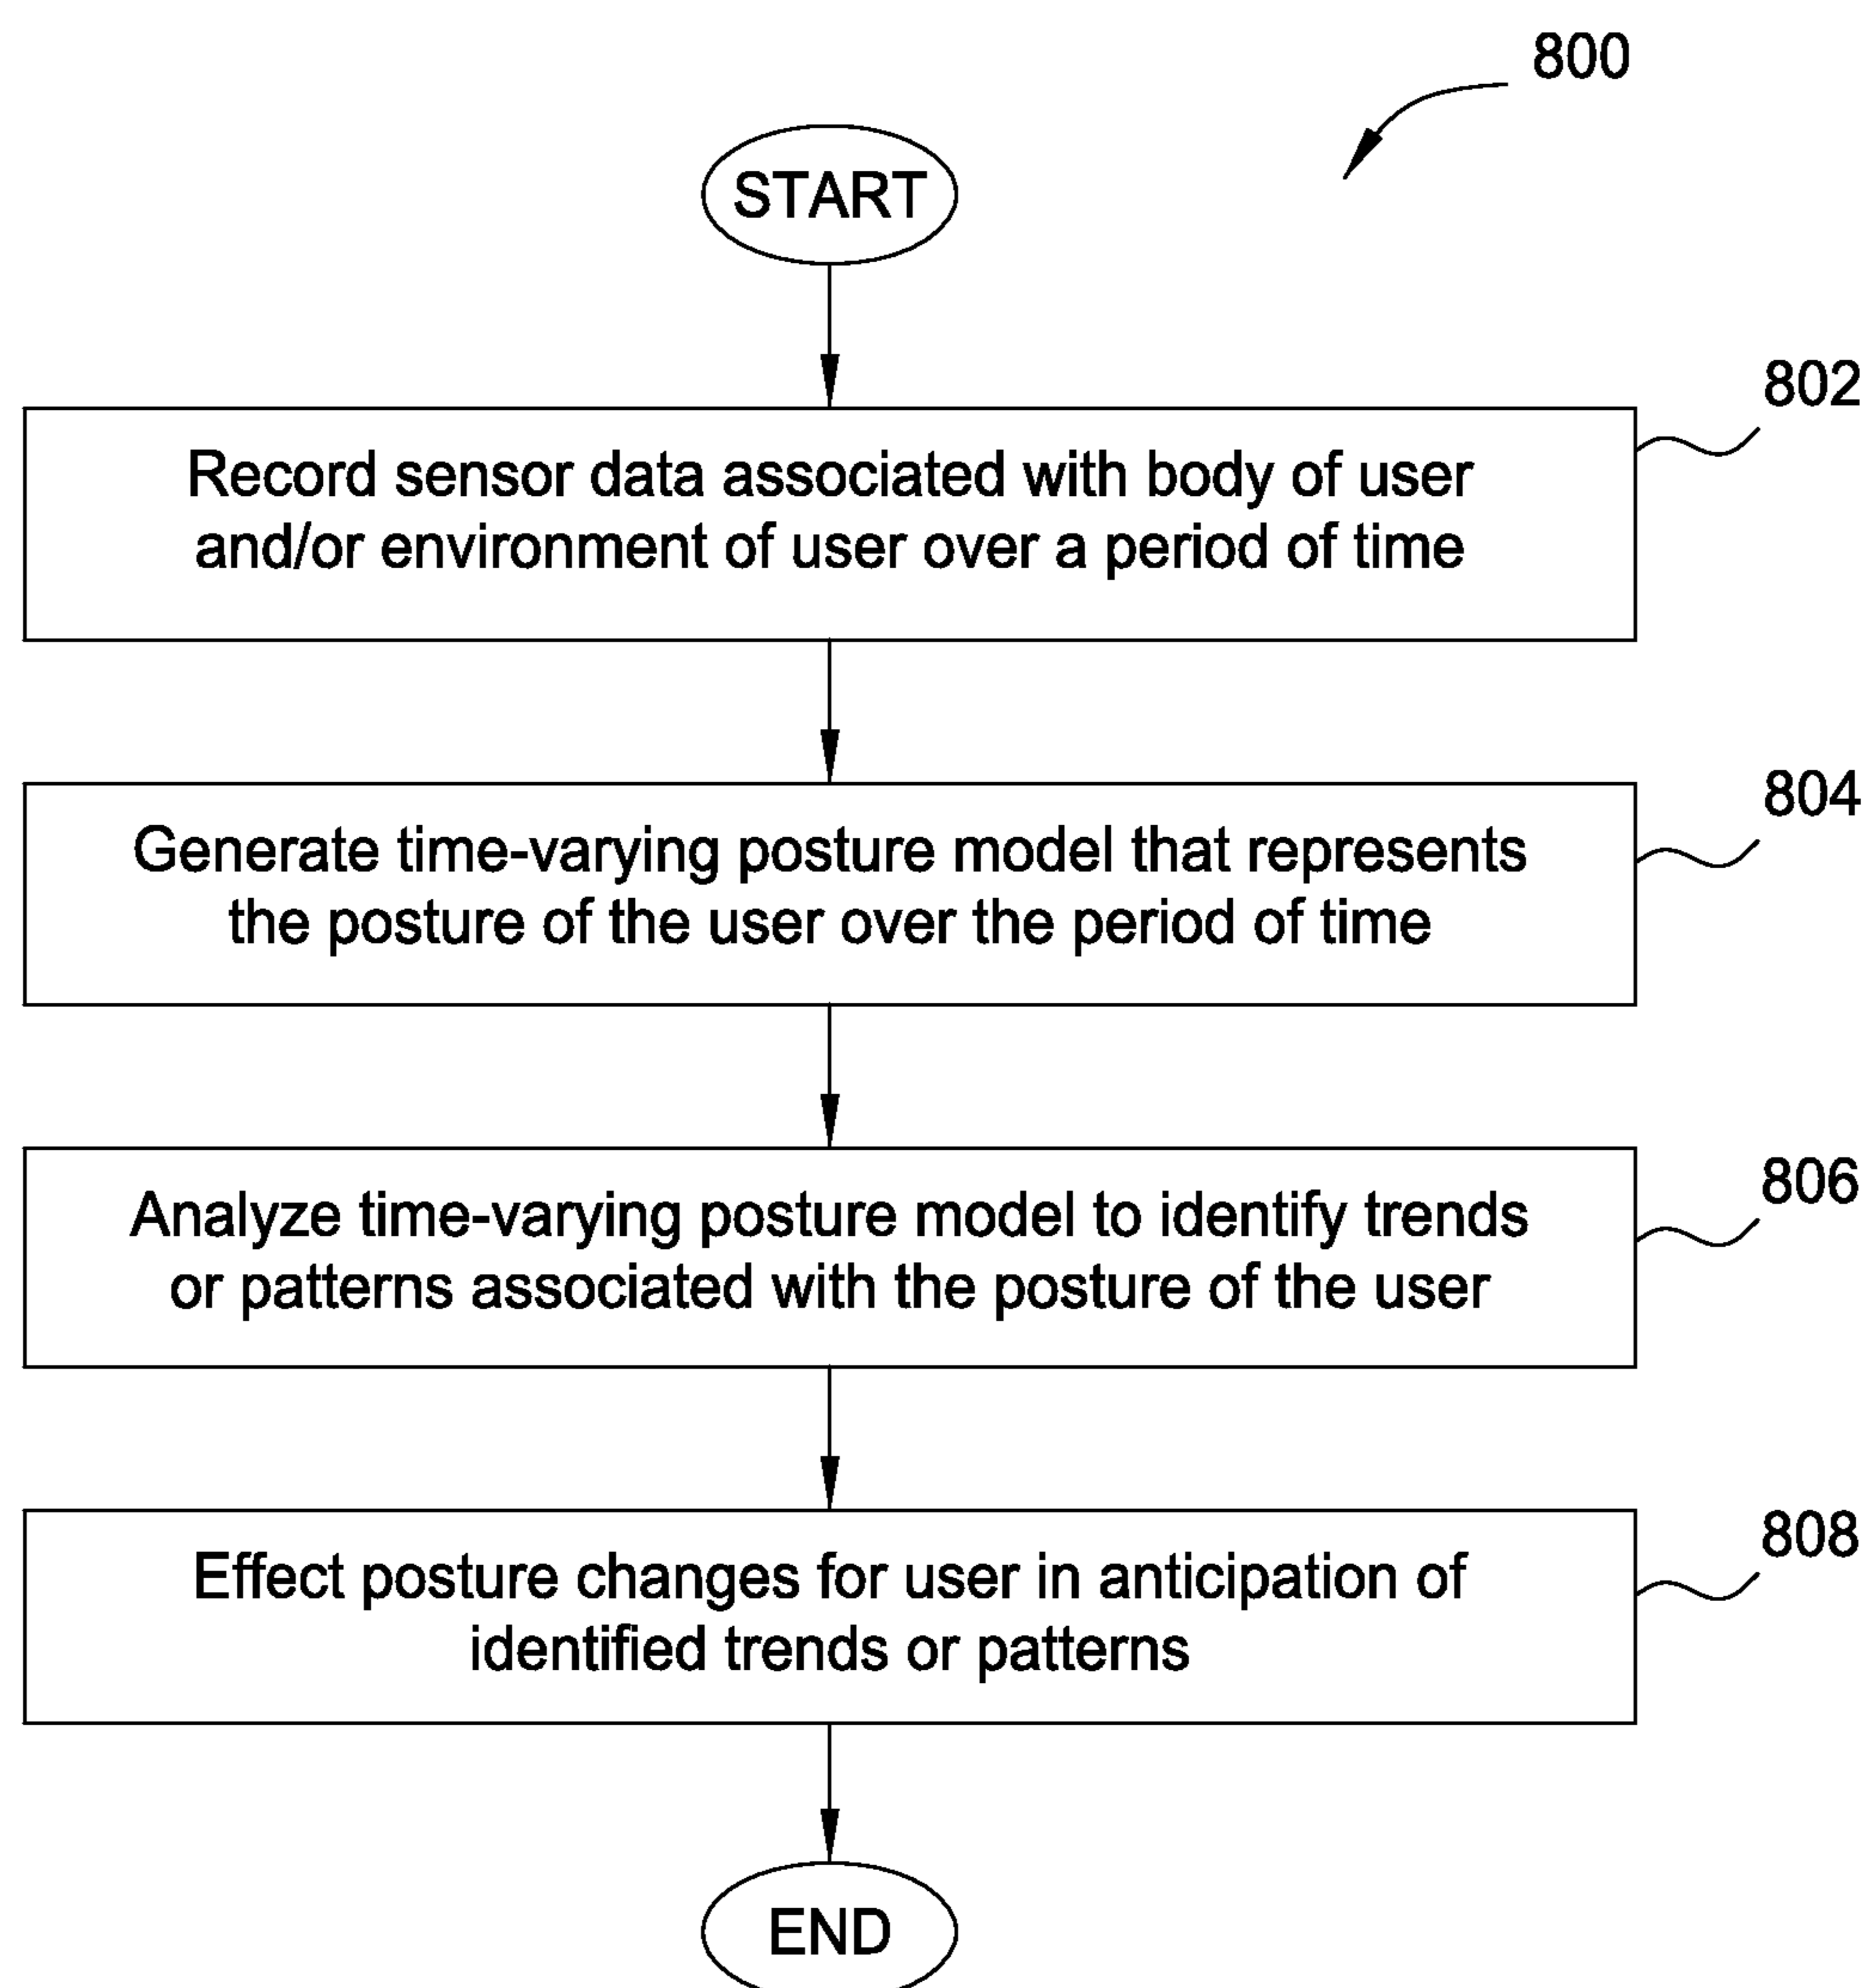 800
START
802
Record sensor data associated with body of user
and/or environment of user over a period of time
804
Generate time-varying posture model that represents
the posture of the user over the period of time
806
Analyze time-varying posture model to identify trends
or patterns associated with the posture of the user
808
Effect posture changes for user in anticipation of
identified trends or patterns
END